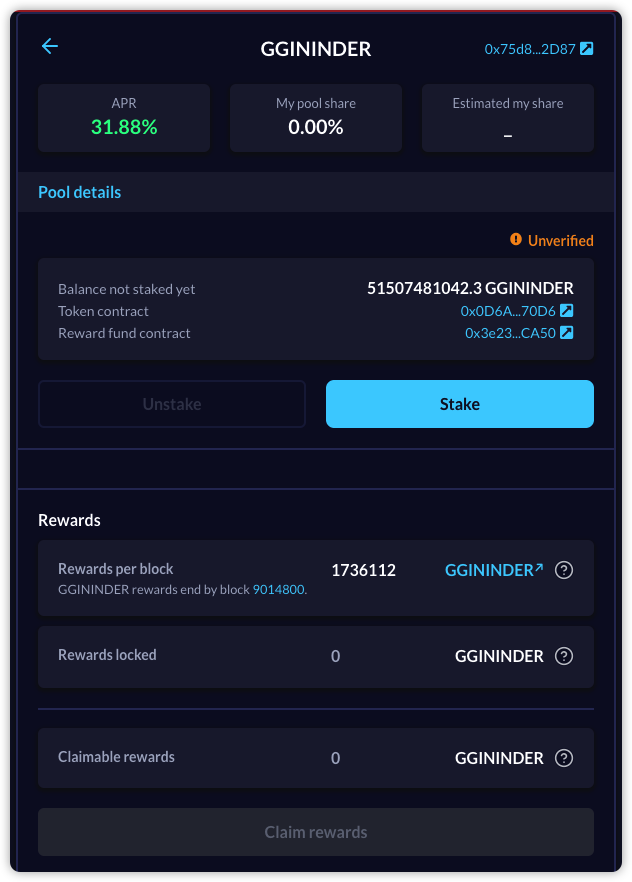 GGININDER
0x75d8...2D87
APR
31.88%
My pool share
0.00%
Estimated my share
–
Pool details
Unverified
Balance not staked yet 51507481042.3 GGININDER
Token contract 0x0D6A...70D6
Reward fund contract 0x3e23...CA50
Unstake
Stake
Rewards
Rewards per block 1736112 GGININDER
GGININDER rewards end by block 9014800.
Rewards locked 0 GGININDER
Claimable rewards 0 GGININDER
Claim rewards